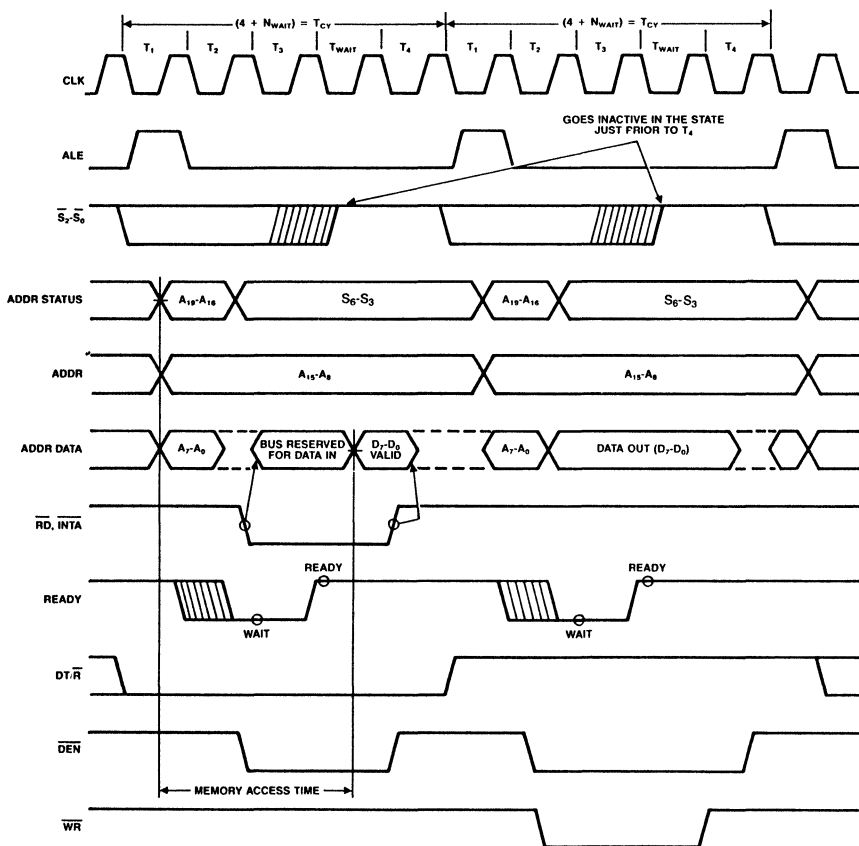 (4 + NWAIT) = TCY (4 + NWAIT) = TCY
T1 T2 T3 TWAIT T4 T1 T2 T3 TWAIT T4
CLK
GOES INACTIVE IN THE STATE
JUST PRIOR TO T4
ALE
S2-S0
ADDR STATUS A19-A16 S6-S3 A19-A16 S6-S3
ADDR A15-A8 A15-A8
ADDR DATA A7-A0 BUS RESERVED
FOR DATA IN D7-D0
VALID A7-A0 DATA OUT (D7-D0)
RD, INTA
READY READY
READY
WAIT WAIT
DT/R
DEN
MEMORY ACCESS TIME
WR